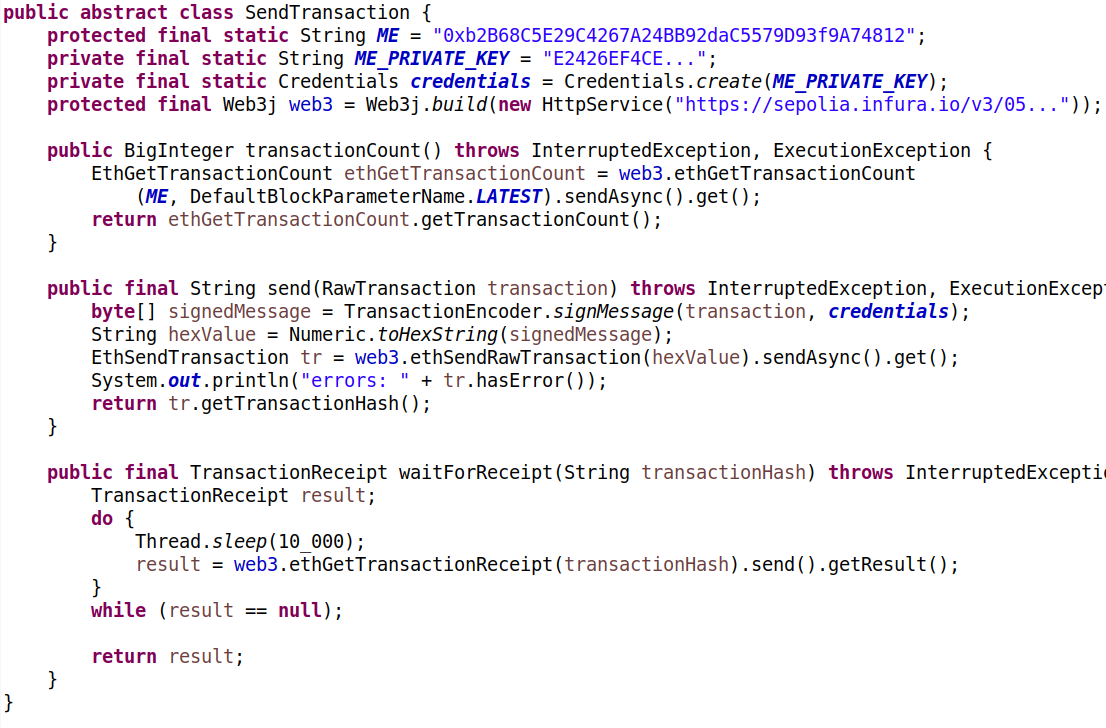 public abstract class SendTransaction {
    protected final static String ME = "0xb2B68C5E29C4267A24BB92daC5579D93f9A74812";
    private final static String ME_PRIVATE_KEY = "E2426EF4CE...";
    private final static Credentials credentials = Credentials.create(ME_PRIVATE_KEY);
    protected final Web3j web3 = Web3j.build(new HttpService("https://sepolia.infura.io/v3/05..."));

    public BigInteger transactionCount() throws InterruptedException, ExecutionException {
        EthGetTransactionCount ethGetTransactionCount = web3.ethGetTransactionCount
            (ME, DefaultBlockParameterName.LATEST).sendAsync().get();
        return ethGetTransactionCount.getTransactionCount();
    }

    public final String send(RawTransaction transaction) throws InterruptedException, ExecutionExcept
        byte[] signedMessage = TransactionEncoder.signMessage(transaction, credentials);
        String hexValue = Numeric.toHexString(signedMessage);
        EthSendTransaction tr = web3.ethSendRawTransaction(hexValue).sendAsync().get();
        System.out.println("errors: " + tr.hasError());
        return tr.getTransactionHash();
    }

    public final TransactionReceipt waitForReceipt(String transactionHash) throws InterruptedExceptio
        TransactionReceipt result;
        do {
            Thread.sleep(10_000);
            result = web3.ethGetTransactionReceipt(transactionHash).send().getResult();
        }
        while (result == null);

        return result;
    }
}